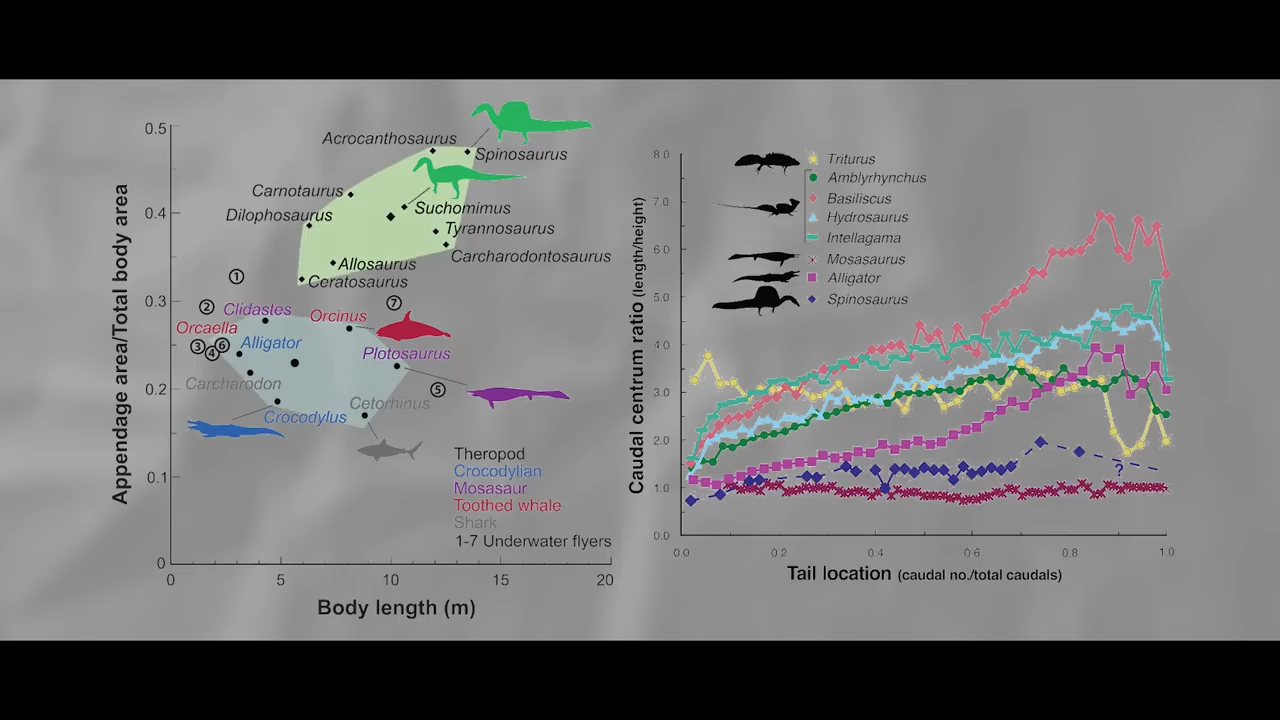 0.5
0.4
0.3
0.2
0.1
0
Appendage area/Total body area
0
5
10
15
20
Body length (m)
Acrocanthosaurus
Spinosaurus
Carnotaurus
Suchomimus
Dilophosaurus
Tyrannosaurus
Carcharodontosaurus
Allosaurus
Ceratosaurus
1
2
7
Clidastes
Orcinus
Orcaella
3
4
6
Alligator
Plotosaurus
Carcharodon
5
Cetorhinus
Crocodylus
Theropod
Crocodylian
Mosasaur
Toothed whale
Shark
1-7 Underwater flyers
8.0
7.0
6.0
5.0
4.0
3.0
2.0
1.0
0.0
Caudal centrum ratio (length/height)
Triturus
Amblyrhynchus
Basiliscus
Hydrosaurus
Intellagama
Mosasaurus
Alligator
Spinosaurus
?
0.0
0.2
0.4
0.6
0.8
1.0
Tail location (caudal no./total caudals)